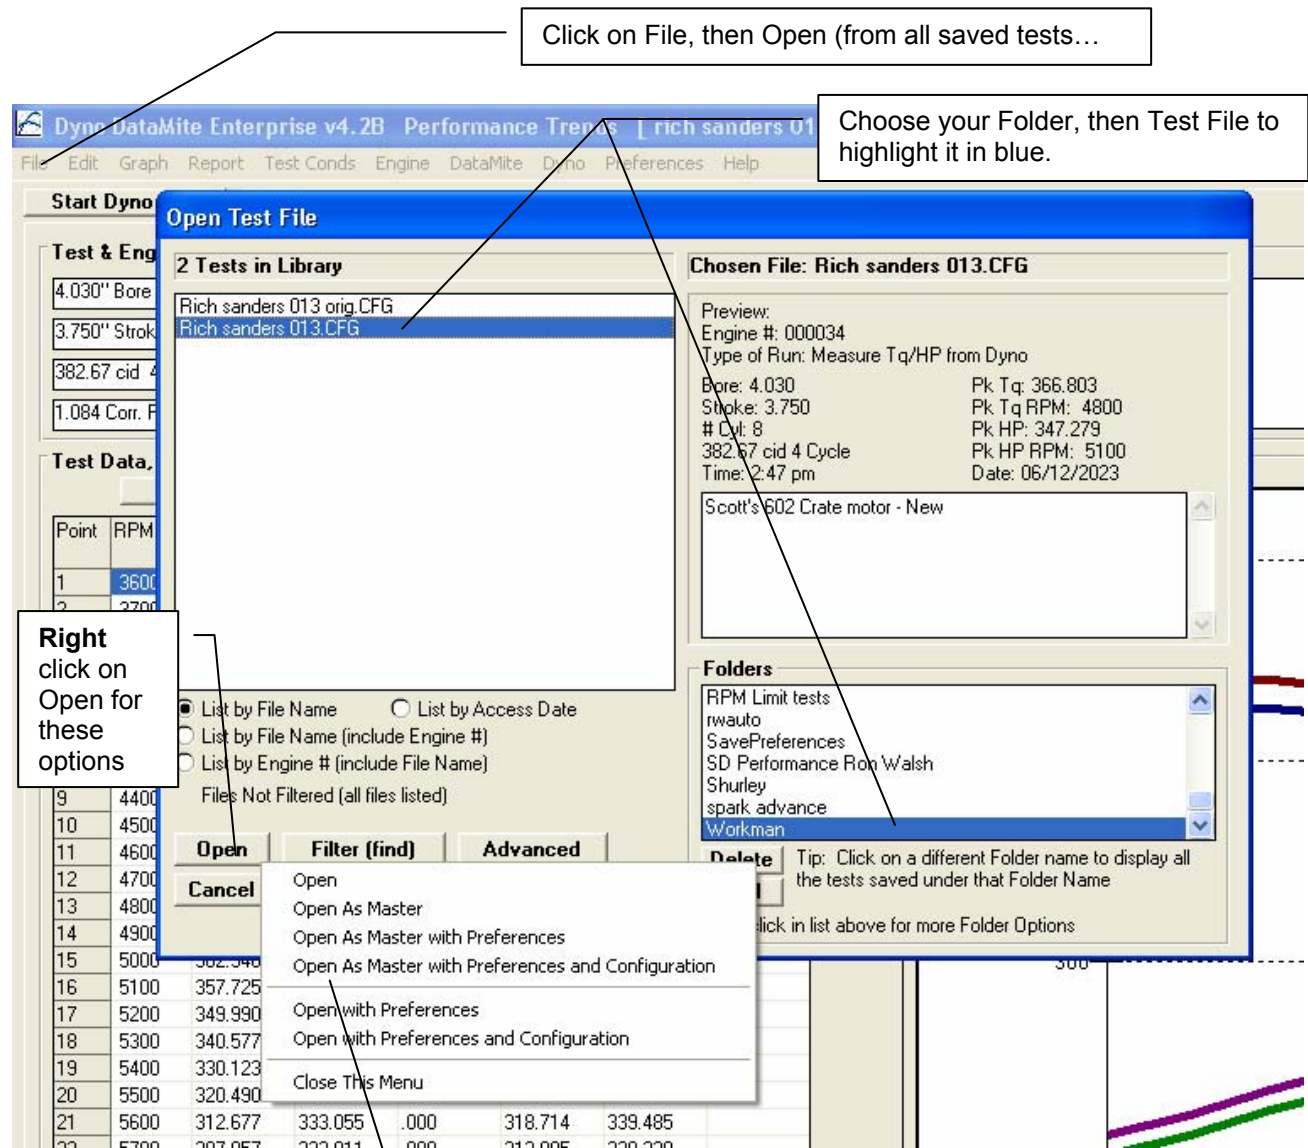 Click on File, then Open (from all saved tests…
Choose your Folder, then Test File to
highlight it in blue.
Dyno DataMite Enterprise v4.2B Performance Trends [ rich sanders 01
File Edit Graph Report Test Conds Engine DataMite Dyno Preferences Help
Start Dyno
Open Test File
Test & Eng
4.030" Bore
3.750" Strok
382.67 cid 4
1.084 Corr. F
2 Tests in Library
Rich sanders 013 orig.CFG
Rich sanders 013.CFG
Chosen File: Rich sanders 013.CFG
Preview:
Engine #: 000034
Type of Run: Measure Tq/HP from Dyno
Bore: 4.030 Pk Tq: 366.803
Stroke: 3.750 Pk Tq RPM: 4800
# Cyl: 8 Pk HP: 347.279
382.67 cid 4 Cycle Pk HP RPM: 5100
Time: 2:47 pm Date: 06/12/2023
Scott's 602 Crate motor - New
Test Data,
Point RPM
1 3600
2 3700
Right
click on
Open for
these
options
List by File Name List by Access Date
List by File Name (include Engine #)
List by Engine # (include File Name)
Files Not Filtered (all files listed)
Folders
RPM Limit tests
rwauto
SavePreferences
SD Performance Ron Walsh
Shurley
spark advance
Workman
Open Filter (find) Advanced
Cancel
Delete
Tip: Click on a different Folder name to display all
the tests saved under that Folder Name
click in list above for more Folder Options
Open
Open As Master
Open As Master with Preferences
Open As Master with Preferences and Configuration
Open with Preferences
Open with Preferences and Configuration
Close This Menu
9 4400
10 4500
11 4600
12 4700
13 4800
14 4900
15 5000
16 5100 357.725
17 5200 349.990
18 5300 340.577
19 5400 330.123
20 5500 320.490
21 5600 312.677 333.055 .000 318.714 339.485
300